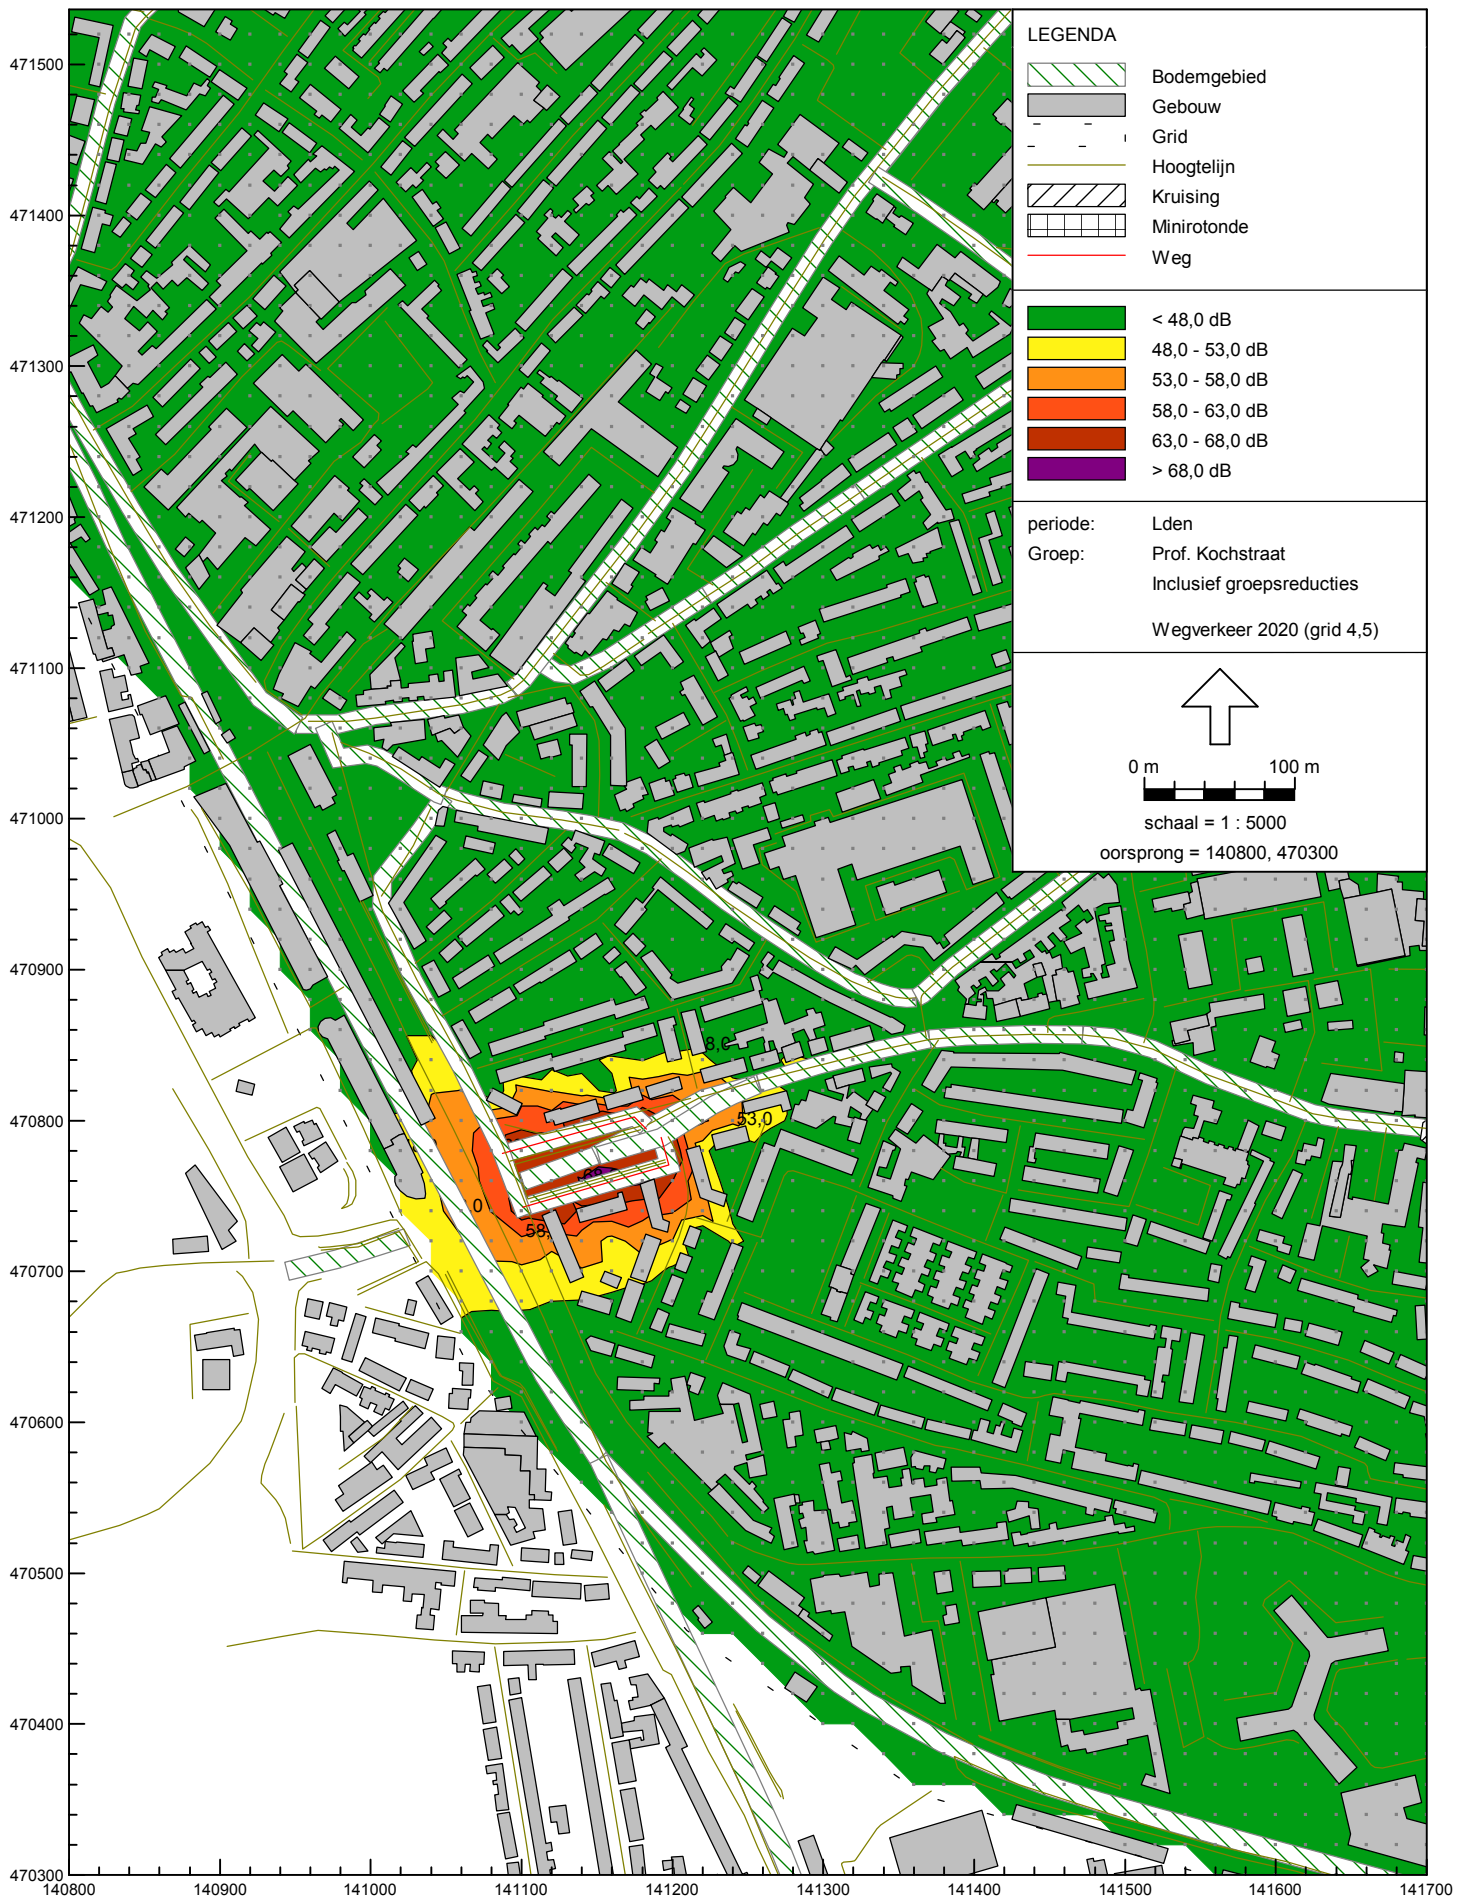 LEGENDA
Bodemgebied
Gebouw
Grid
Hoogtelijn
Kruising
Minirotonde
Weg
< 48,0 dB
48,0 - 53,0 dB
53,0 - 58,0 dB
58,0 - 63,0 dB
63,0 - 68,0 dB
> 68,0 dB
periode: Lden
Groep: Prof. Kochstraat
Inclusief groepsreducties
Wegverkeer 2020 (grid 4,5)
0 m 100 m
schaal = 1 : 5000
oorsprong = 140800, 470300
471500
471400
471300
471200
471100
471000
470900
470800
470700
470600
470500
470400
470300
8,0
53,0
0
58,
140800 140900 141000 141100 141200 141300 141400 141500 141600 141700